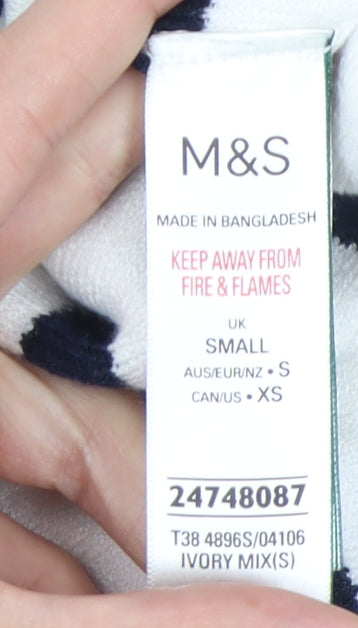 M&S
MADE IN BANGLADESH
KEEP AWAY FROM
FIRE & FLAMES
UK
SMALL
AUS/EUR/NZ • S
CAN/US • XS
24748087
T38 4896S/04106
IVORY MIX(S)